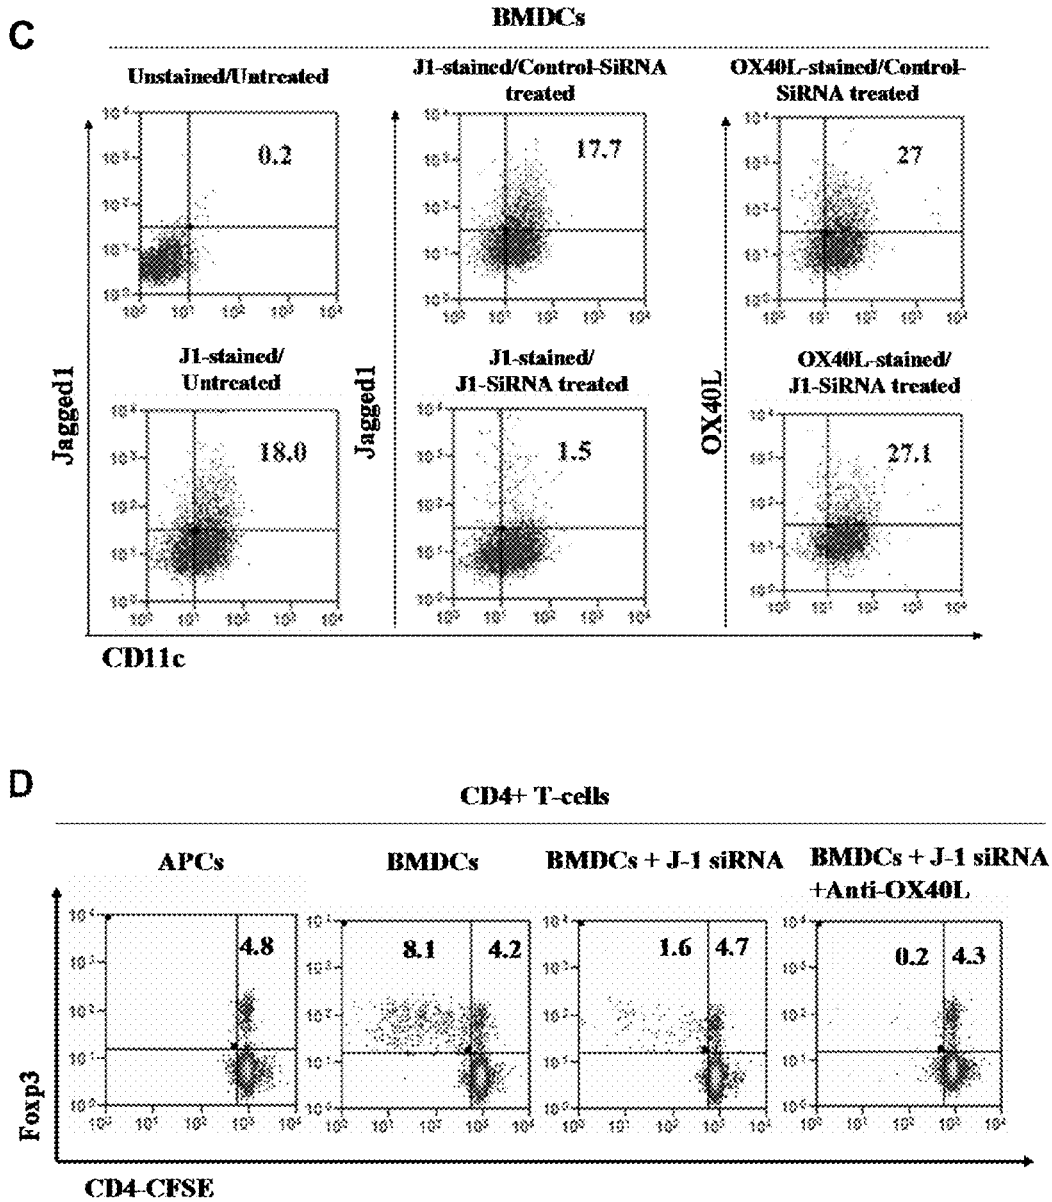 C
BMDCs
Unstained/Untreated
J1-stained/Control-SiRNA
treated
OX40L-stained/Control-
SiRNA treated
0.2
17.7
27
J1-stained/
Untreated
J1-stained/
J1-SiRNA treated
OX40L-stained/
J1-SiRNA treated
18.0
1.5
27.1
Jagged1
Jagged1
OX40L
CD11c
D
CD4+ T-cells
APCs
BMDCs
BMDCs + J-1 siRNA
BMDCs + J-1 siRNA
+Anti-OX40L
4.8
8.1 4.2
1.6 4.7
0.2 4.3
Foxp3
CD4-CFSE